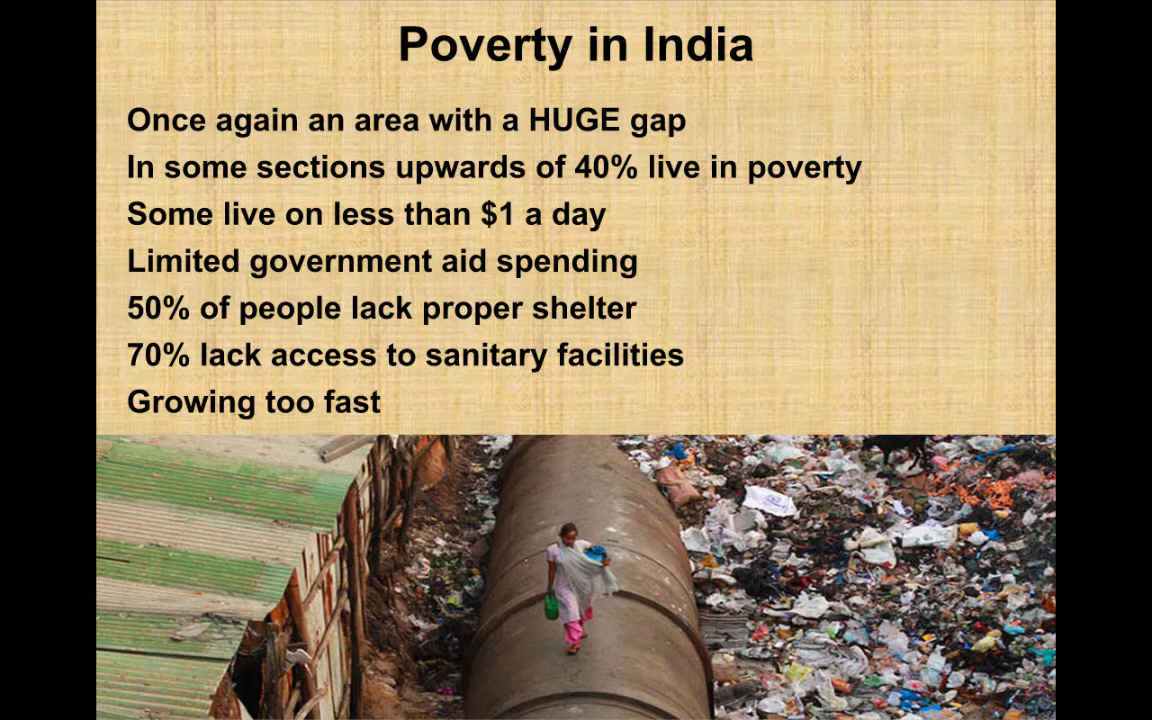 Poverty in India
Once again an area with a HUGE gap
In some sections upwards of 40% live in poverty
Some live on less than $1 a day
Limited government aid spending
50% of people lack proper shelter
70% lack access to sanitary facilities
Growing too fast